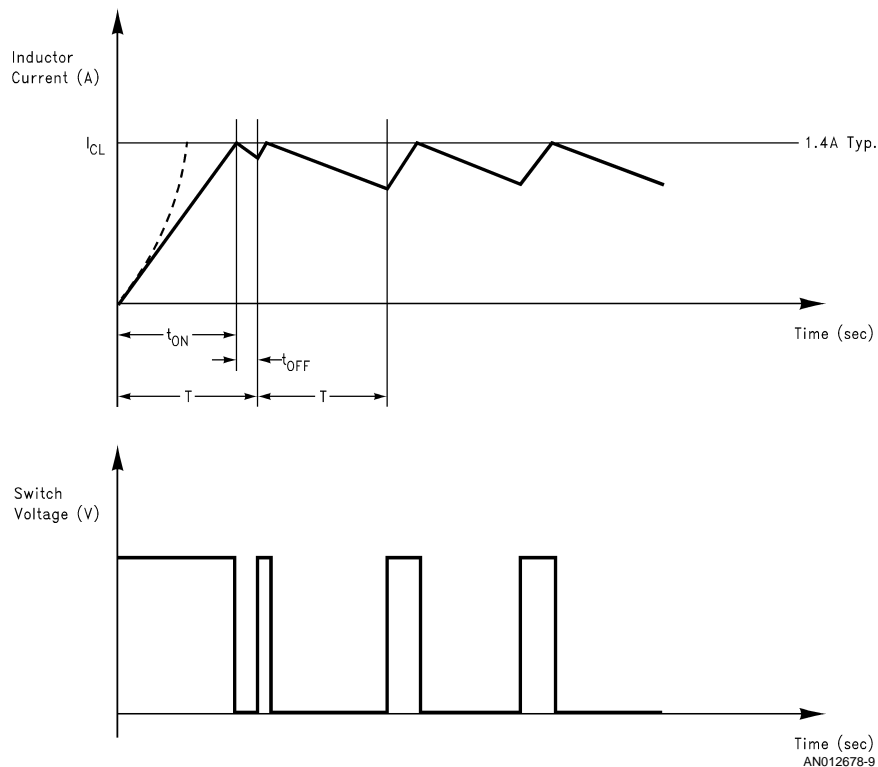 Inductor
Current (A)
I_CL
1.4A Typ.
Time (sec)
t_ON
t_OFF
T
T
Switch
Voltage (V)
Time (sec)
AN012678-9